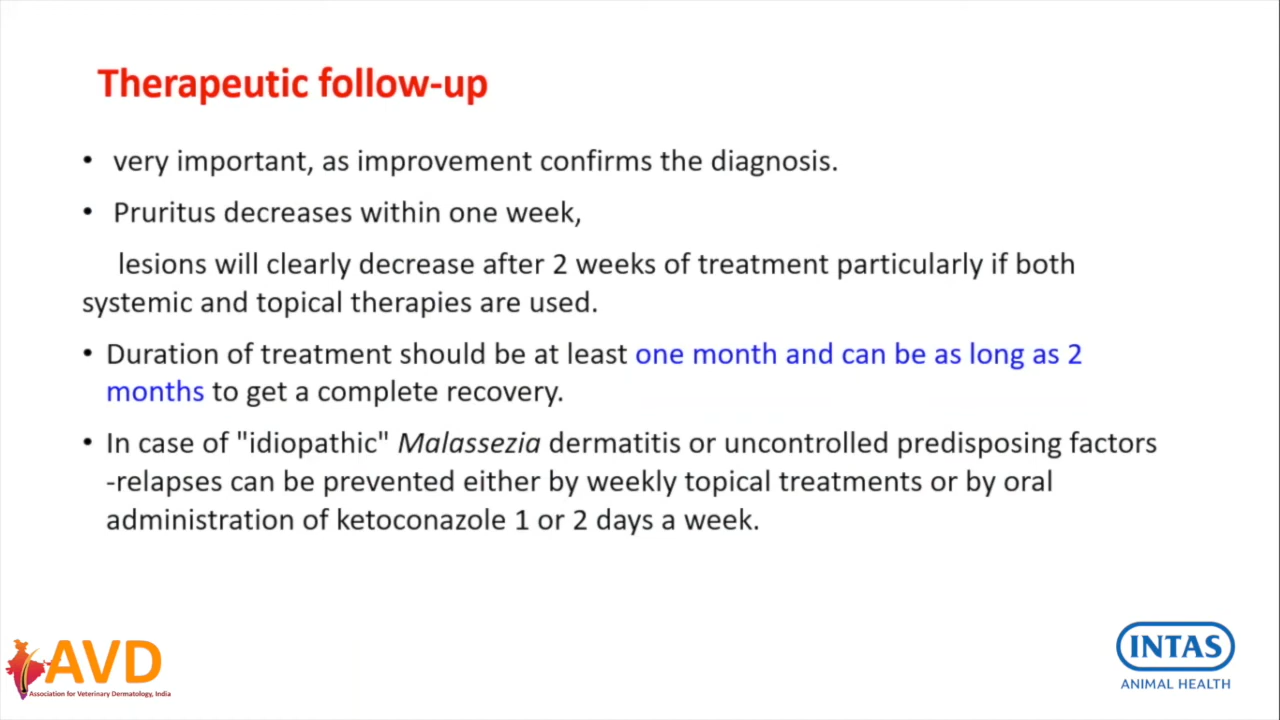 Therapeutic follow-up
• very important, as improvement confirms the diagnosis.
• Pruritus decreases within one week,
lesions will clearly decrease after 2 weeks of treatment particularly if both
systemic and topical therapies are used.
• Duration of treatment should be at least one month and can be as long as 2
months to get a complete recovery.
• In case of "idiopathic" Malassezia dermatitis or uncontrolled predisposing factors
-relapses can be prevented either by weekly topical treatments or by oral
administration of ketoconazole 1 or 2 days a week.
AVD
Association for Veterinary Dermatology, India
INTAS
ANIMAL HEALTH